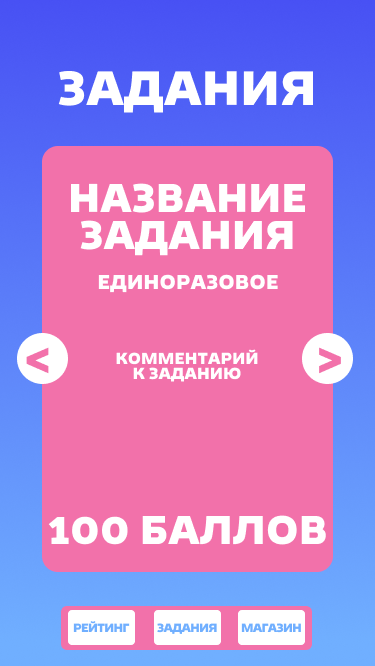 ЗАДАНИЯ
НАЗВАНИЕ
ЗАДАНИЯ
ЕДИНОРАЗОВОЕ
< >
КОММЕНТАРИЙ
К ЗАДАНИЮ
100 БАЛЛОВ
РЕЙТИНГ ЗАДАНИЯ МАГАЗИН